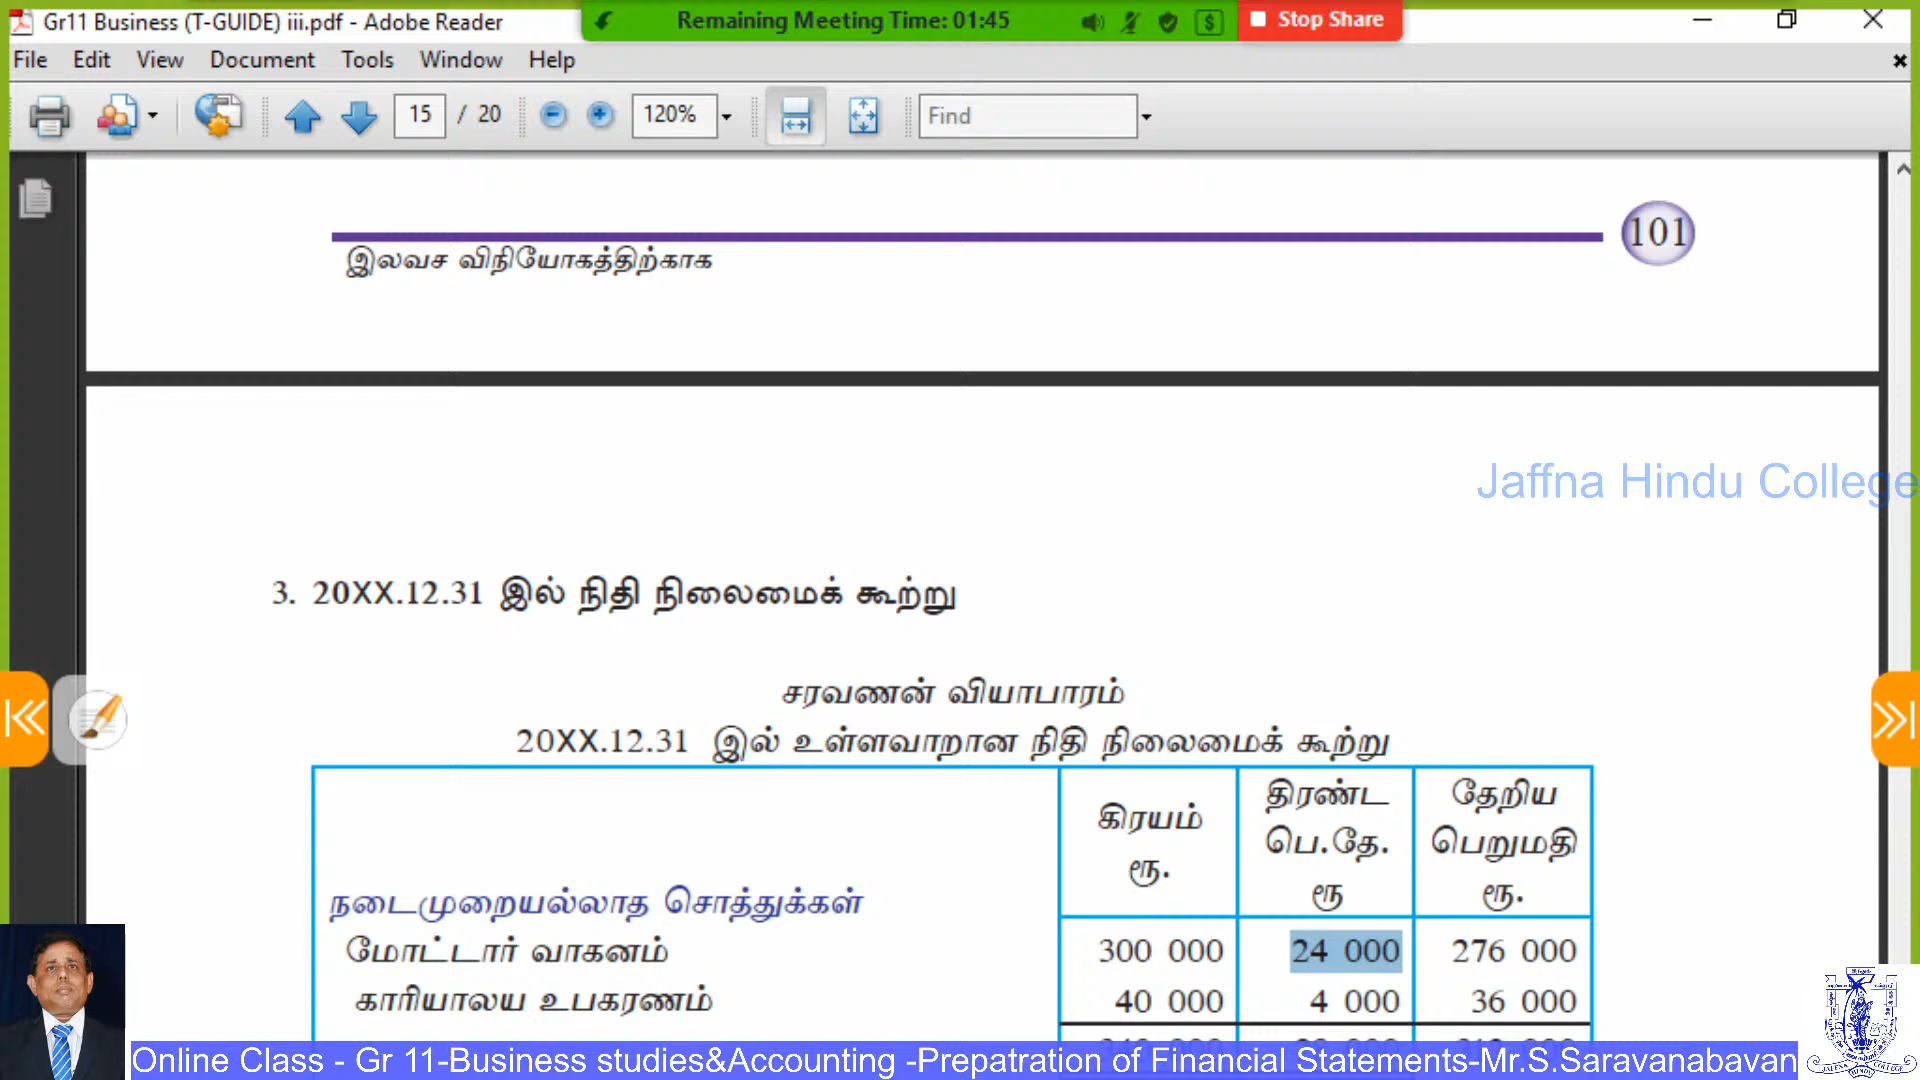 Gr11 Business (T-GUIDE) iii.pdf - Adobe Reader
Remaining Meeting Time: 01:45
Stop Share
File Edit View Document Tools Window Help
15 / 20
120%
Find
101
இலவச விநியோகத்திற்காக
Jaffna Hindu College
3. 20XX.12.31 இல் நிதி நிலைமைக் கூற்று
சரவணன் வியாபாரம்
20XX.12.31 இல் உள்ளவாறான நிதி நிலைமைக் கூற்று
கிரயம் ரூ.
திரண்ட பெ.தே. ரூ
தேறிய பெறுமதி ரூ.
நடைமுறையல்லாத சொத்துக்கள்
மோட்டார் வாகனம் 300 000 24 000 276 000
காரியாலய உபகரணம் 40 000 4 000 36 000
Online Class - Gr 11-Business studies&Accounting -Prepatration of Financial Statements-Mr.S.Saravanabavan